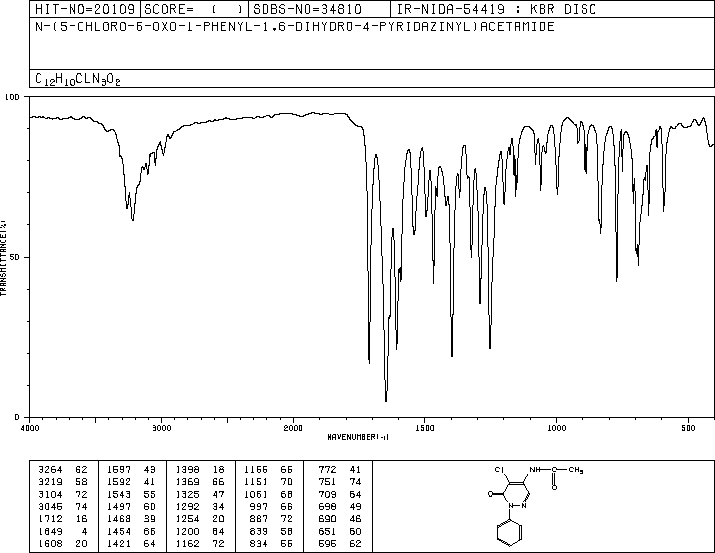 HIT-NO=20109 SCORE= ( ) SDBS-NO=34810 IR-NIDA-54419 : KBR DISC
N-(5-CHLORO-6-OXO-1-PHENYL-1,6-DIHYDRO-4-PYRIDAZINYL)ACETAMIDE
C12H10CLN3O2
100
TRANSMITTANCE(%)
50
0
4000 3000 2000 1500 1000 500
WAVENUMBER(-1)
3264 62 1597 43 1398 18 1166 66 772 41
3219 58 1592 41 1369 66 1151 70 751 74
3104 72 1543 55 1325 47 1061 68 709 64
3045 74 1497 60 1292 34 997 66 698 49
1712 16 1468 39 1254 20 887 72 690 46
1649 4 1454 66 1200 64 839 58 651 60
1608 20 1421 64 1162 72 834 55 595 62
Cl NH C CH3
O
O
N N